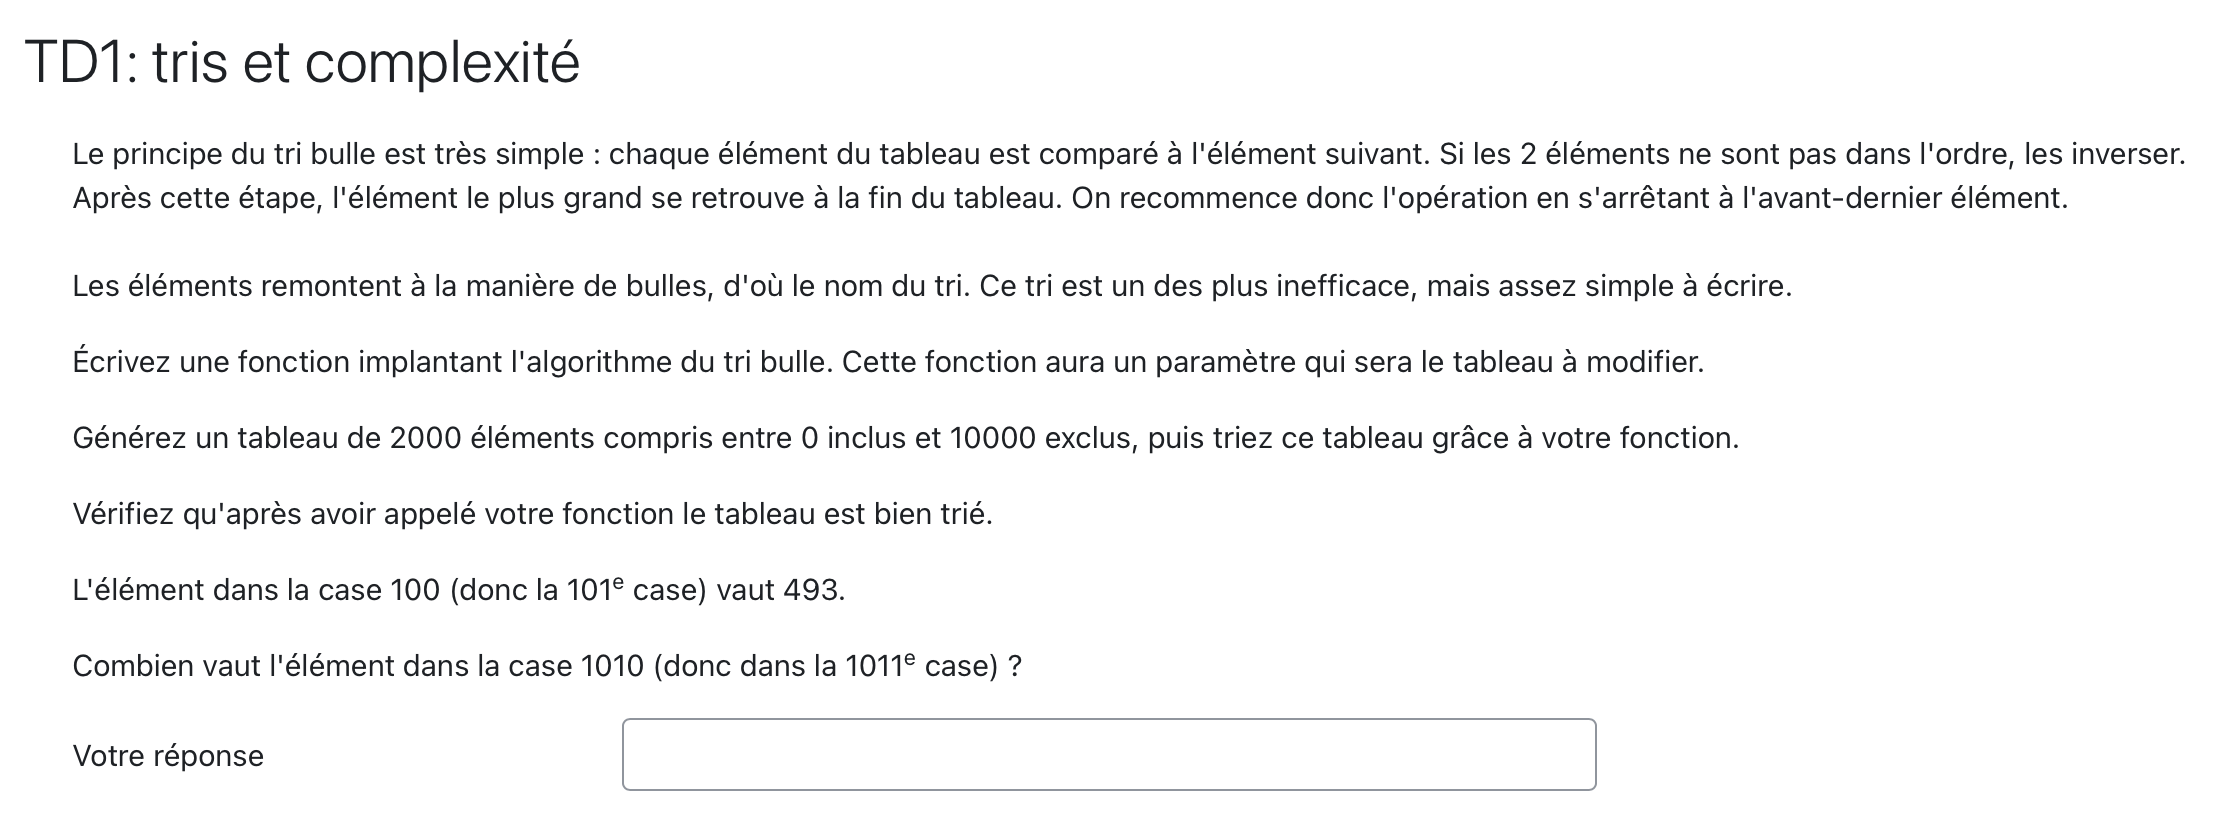 TD1: tris et complexité
Le principe du tri bulle est très simple : chaque élément du tableau est comparé à l'élément suivant. Si les 2 éléments ne sont pas dans l'ordre, les inverser.
Après cette étape, l'élément le plus grand se retrouve à la fin du tableau. On recommence donc l'opération en s'arrêtant à l'avant-dernier élément.
Les éléments remontent à la manière de bulles, d'où le nom du tri. Ce tri est un des plus inefficace, mais assez simple à écrire.
Écrivez une fonction implantant l'algorithme du tri bulle. Cette fonction aura un paramètre qui sera le tableau à modifier.
Générez un tableau de 2000 éléments compris entre 0 inclus et 10000 exclus, puis triez ce tableau grâce à votre fonction.
Vérifiez qu'après avoir appelé votre fonction le tableau est bien trié.
L'élément dans la case 100 (donc la 101ᵉ case) vaut 493.
Combien vaut l'élément dans la case 1010 (donc dans la 1011ᵉ case) ?
Votre réponse